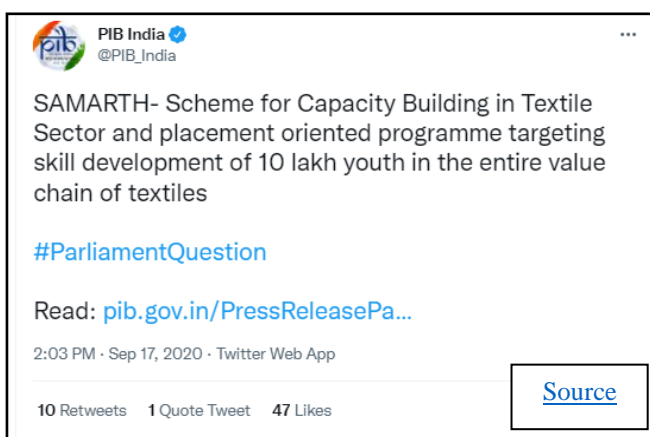 pib
PIB India
@PIB_India
SAMARTH- Scheme for Capacity Building in Textile
Sector and placement oriented programme targeting
skill development of 10 lakh youth in the entire value
chain of textiles
#ParliamentQuestion
Read: pib.gov.in/PressReleasePa...
2:03 PM · Sep 17, 2020 · Twitter Web App
Source
10 Retweets 1 Quote Tweet 47 Likes